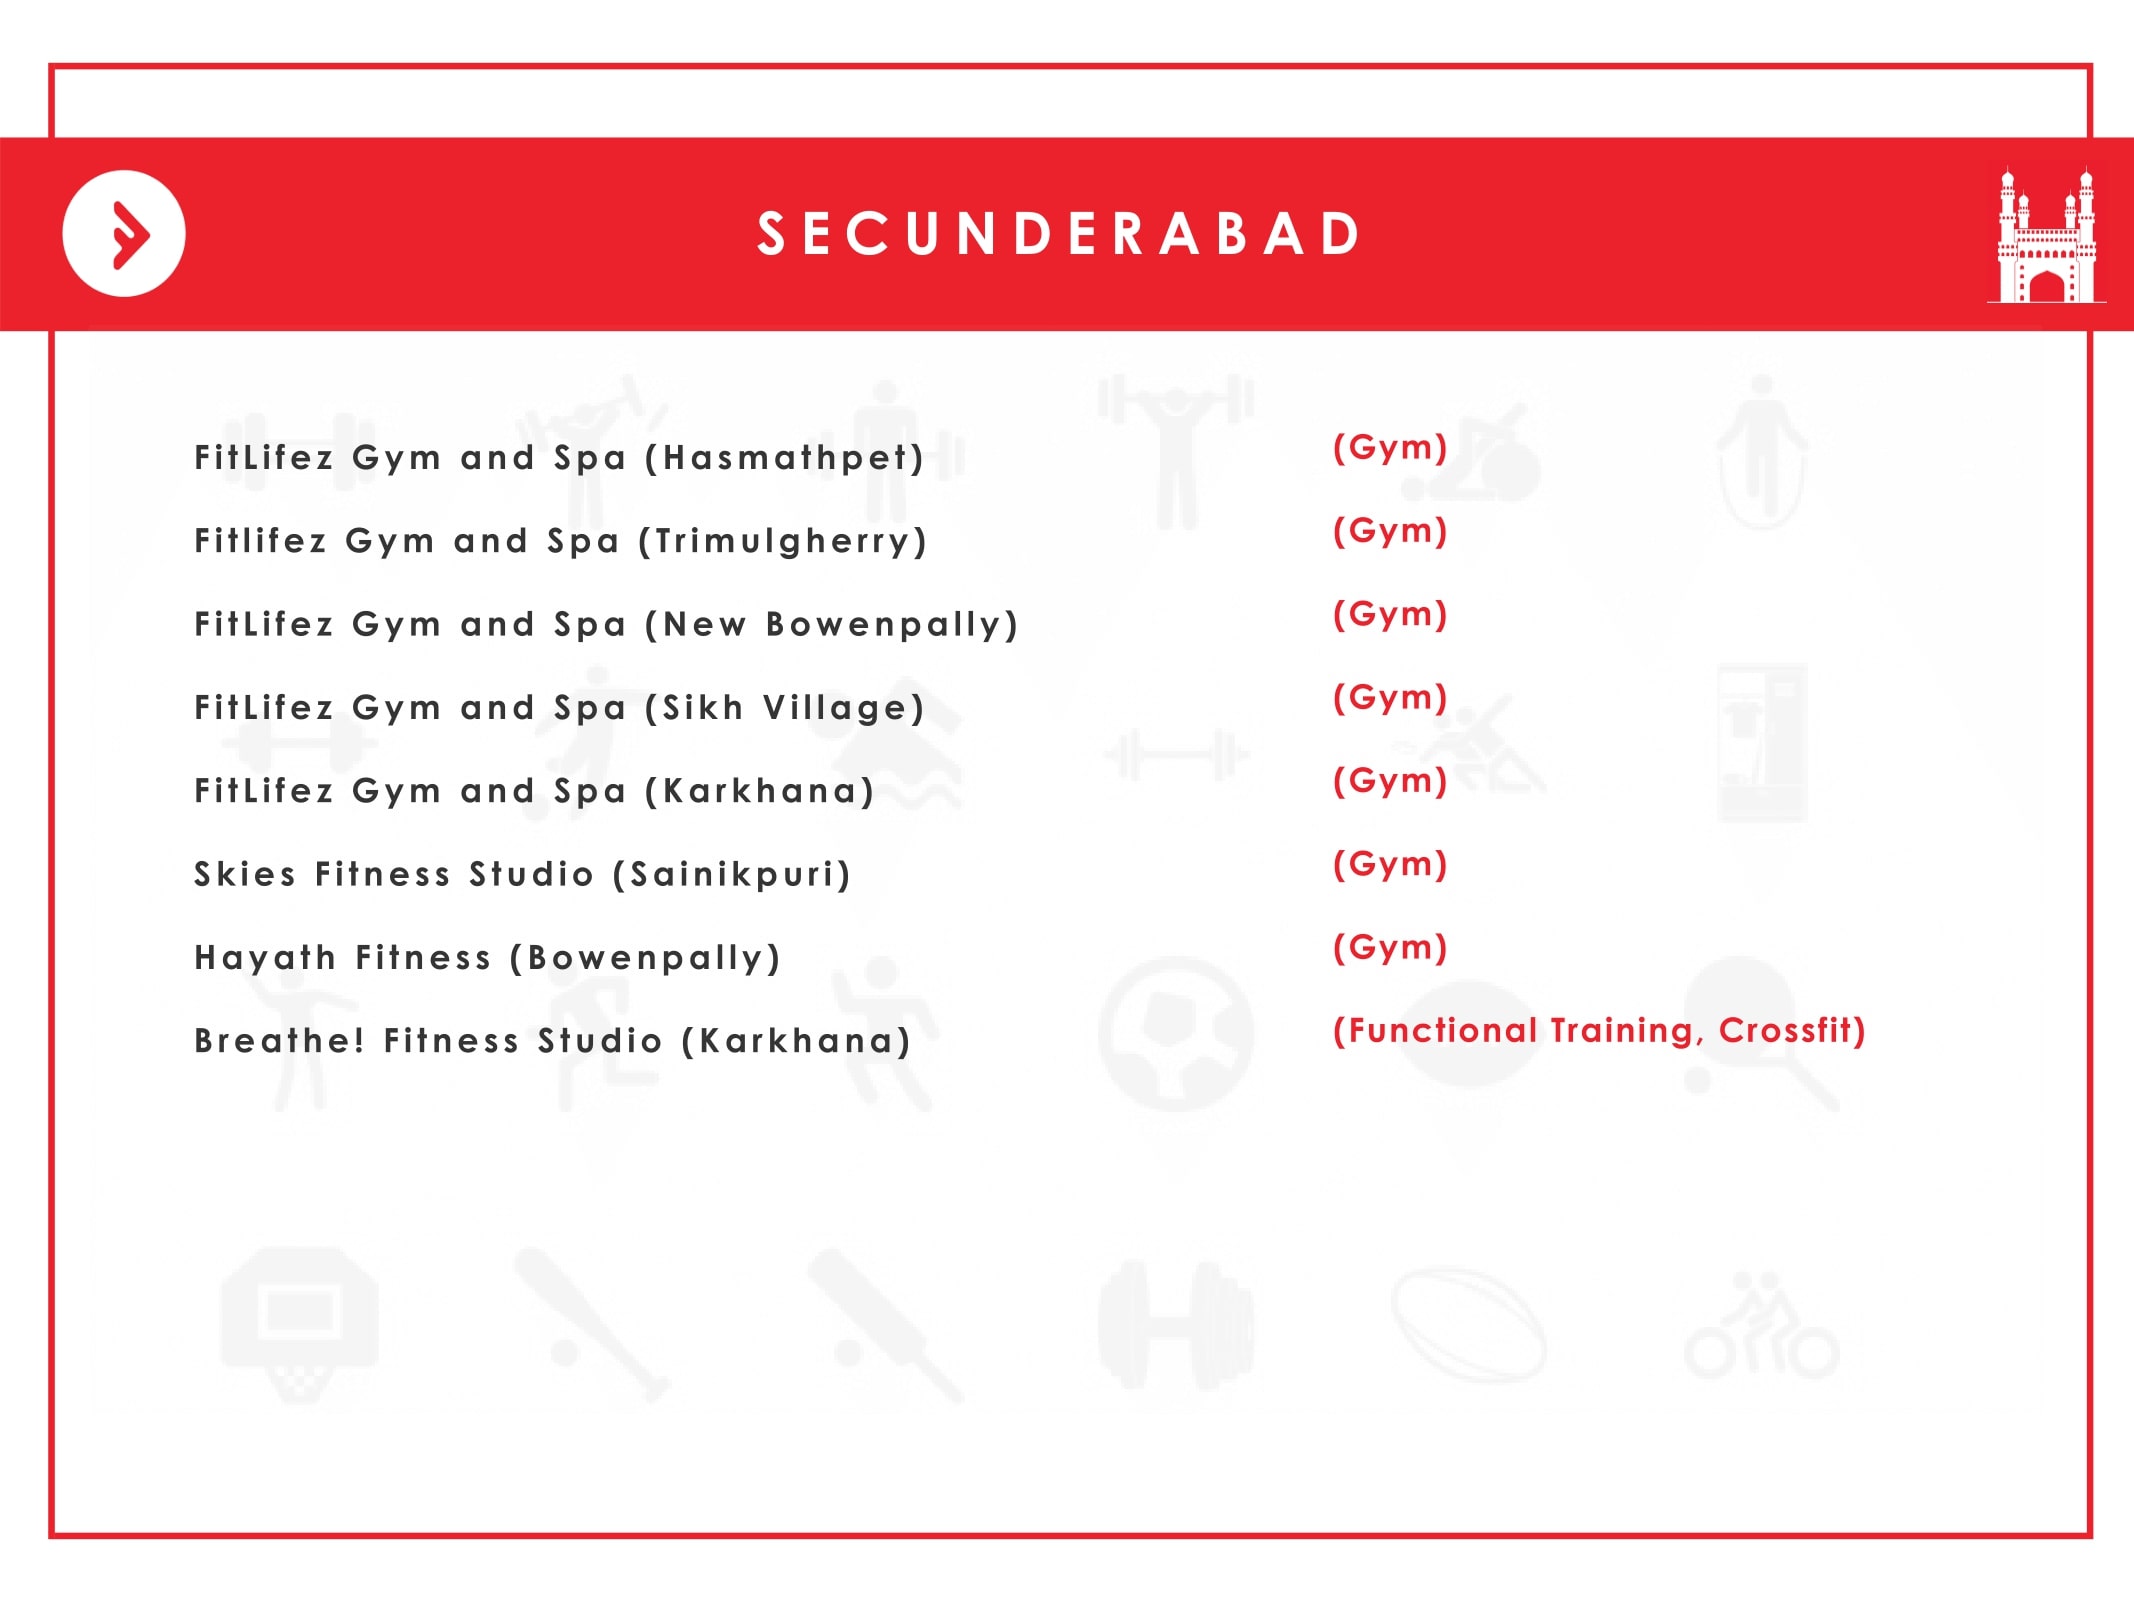 SECUNDERABAD
FitLifez Gym and Spa (Hasmathpet) (Gym)
Fitlifez Gym and Spa (Trimulgherry) (Gym)
FitLifez Gym and Spa (New Bowenpally) (Gym)
FitLifez Gym and Spa (Sikh Village) (Gym)
FitLifez Gym and Spa (Karkhana) (Gym)
Skies Fitness Studio (Sainikpuri) (Gym)
Hayath Fitness (Bowenpally) (Gym)
Breathe! Fitness Studio (Karkhana) (Functional Training, Crossfit)